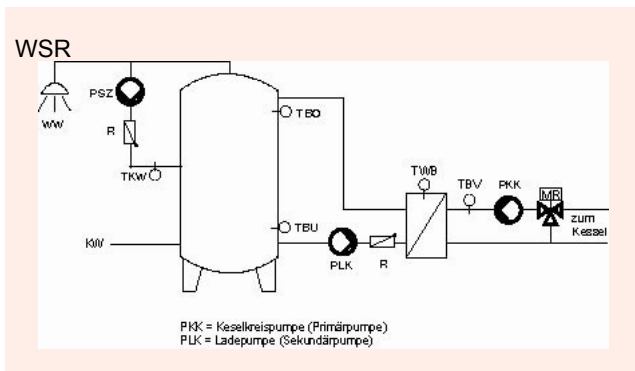 WSR
PSZ
WW
R
TKW
TBO
TWB
TBV
PKK
MR
zum
Kessel
KW
TBU
PLK
R
PKK = Keselkreispumpe (Primärpumpe)
PLK = Ladepumpe (Sekundärpumpe)